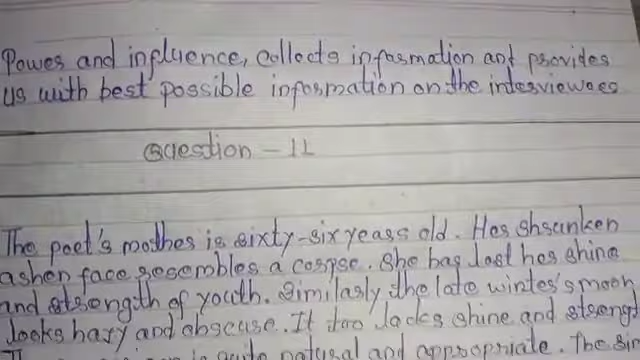 Power and influence, collects information and provides
us with best possible information on the interviewees
Question - 11
The poet's mother is sixty-six years old. Her shrunken
ashen face resembles a corpse. She has lost her shine
and strength of youth. Similarly the late winter's moon
looks hazy and obscure. It too lacks shine and streng
is quite natural and appropriate. The sim